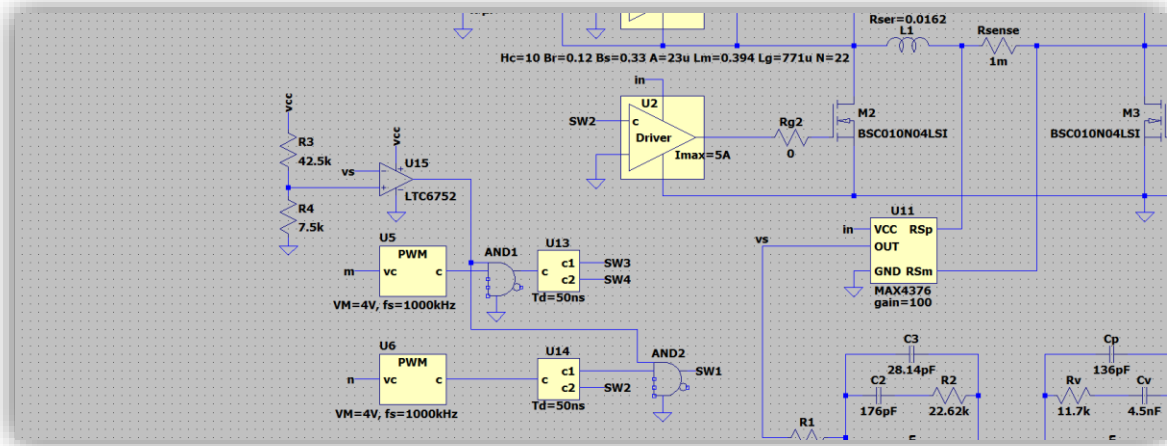 Rser=0.0162
L1
Rsense
1m
Hc=10 Br=0.12 Bs=0.33 A=23u Lm=0.394 Lg=771u N=22
in
U2
SW2
c
Driver
Imax=5A
Rg2
0
M2
BSC010N04LSI
M3
BSC010N04LSI
vcc
R3
42.5k
vcc
U15
vs
LTC6752
R4
7.5k
U5
PWM
m
vc
c
VM=4V, fs=1000kHz
AND1
U13
c
c1
c2
SW3
SW4
Td=50ns
U11
in
VCC
RSp
vs
OUT
GND
RSm
MAX4376
gain=100
U6
PWM
n
vc
c
VM=4V, fs=1000kHz
U14
c
c1
c2
SW2
Td=50ns
AND2
SW1
C3
28.14pF
C2
176pF
R2
22.62k
R1
Cp
136pF
Rv
11.7k
Cv
4.5nF